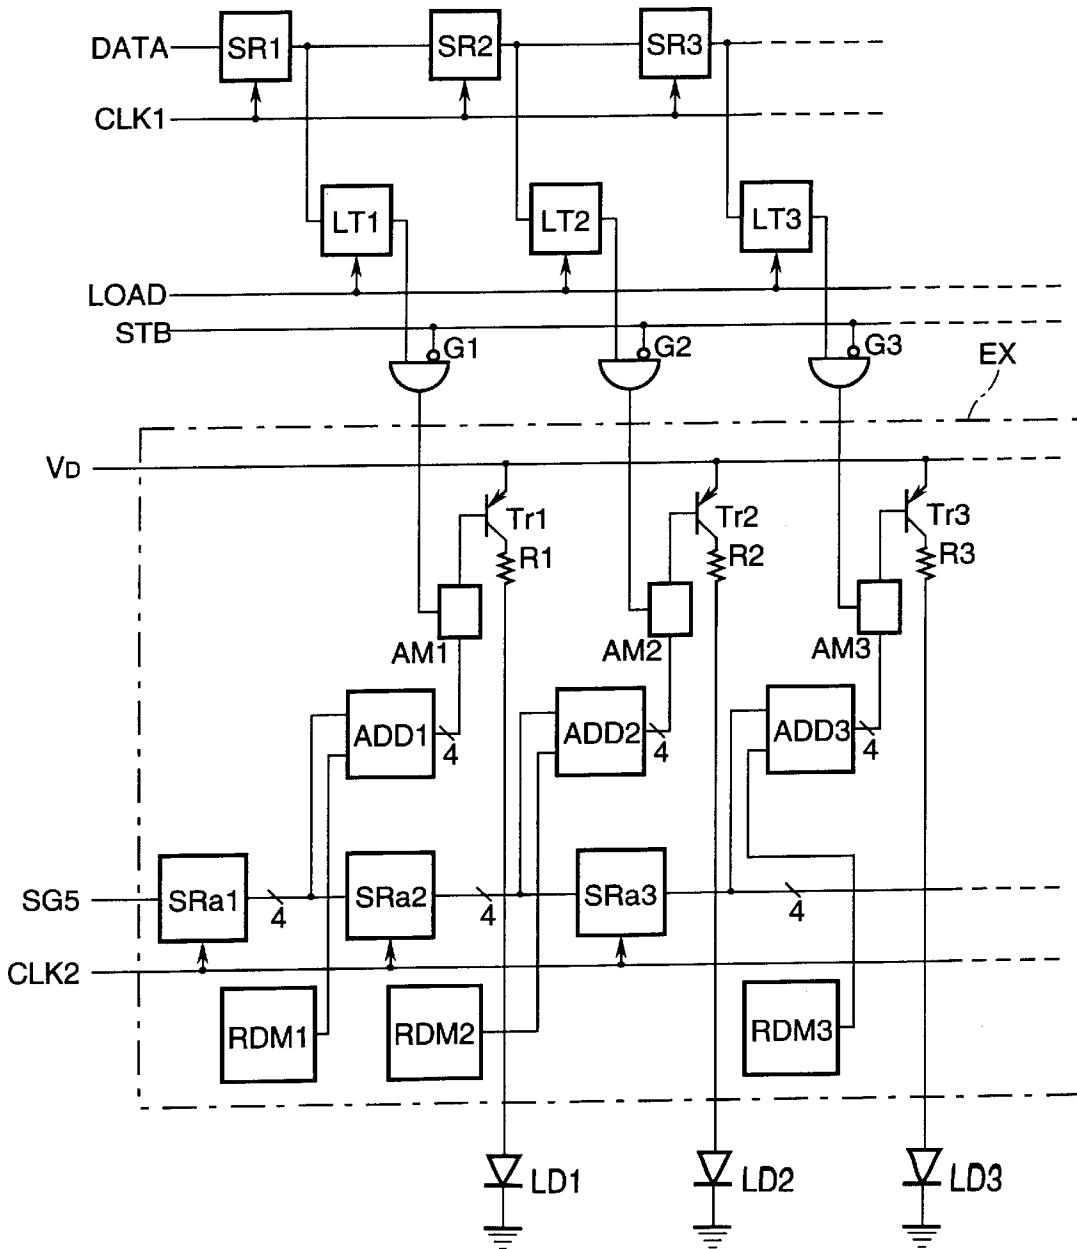 DATA SR1 SR2 SR3
CLK1
LT1 LT2 LT3
LOAD
STB
G1 G2 G3
EX
VD
Tr1 Tr2 Tr3
R1 R2 R3
AM1 AM2 AM3
ADD1 ADD2 ADD3
4 4 4
SG5 SRa1 SRa2 SRa3
4 4 4
CLK2
RDM1 RDM2 RDM3
LD1 LD2 LD3